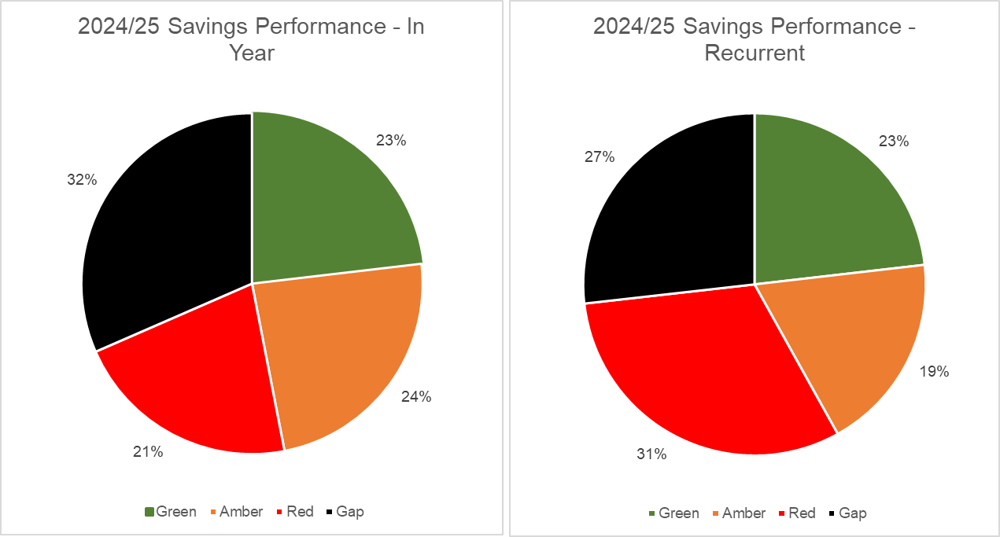 2024/25 Savings Performance - In
Year
23%
32%
24%
21%
Green Amber Red Gap
2024/25 Savings Performance -
Recurrent
23%
27%
19%
31%
Green Amber Red Gap